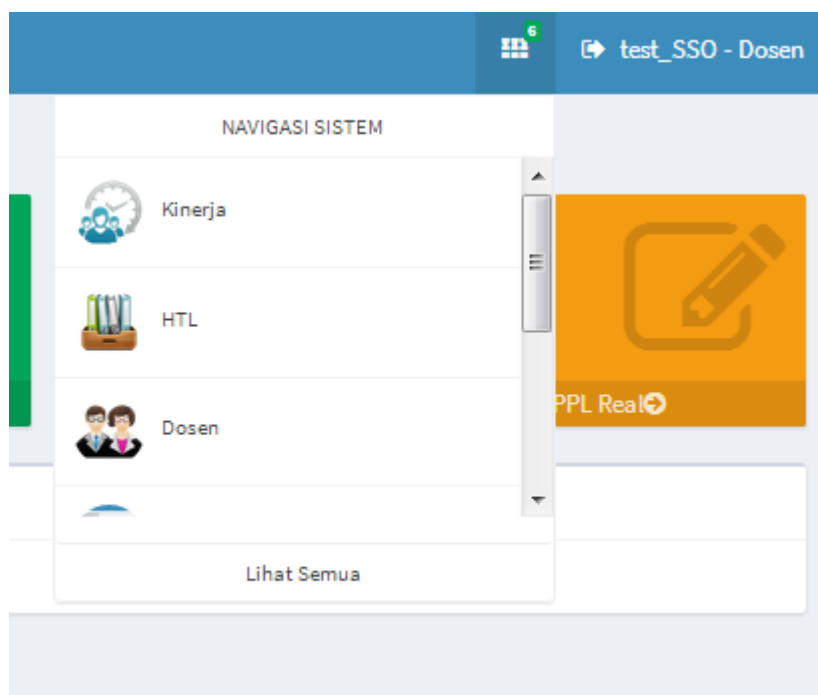 6
test_SSO - Dosen
NAVIGASI SISTEM
Kinerja
HTL
Dosen
PPL Real
Lihat Semua